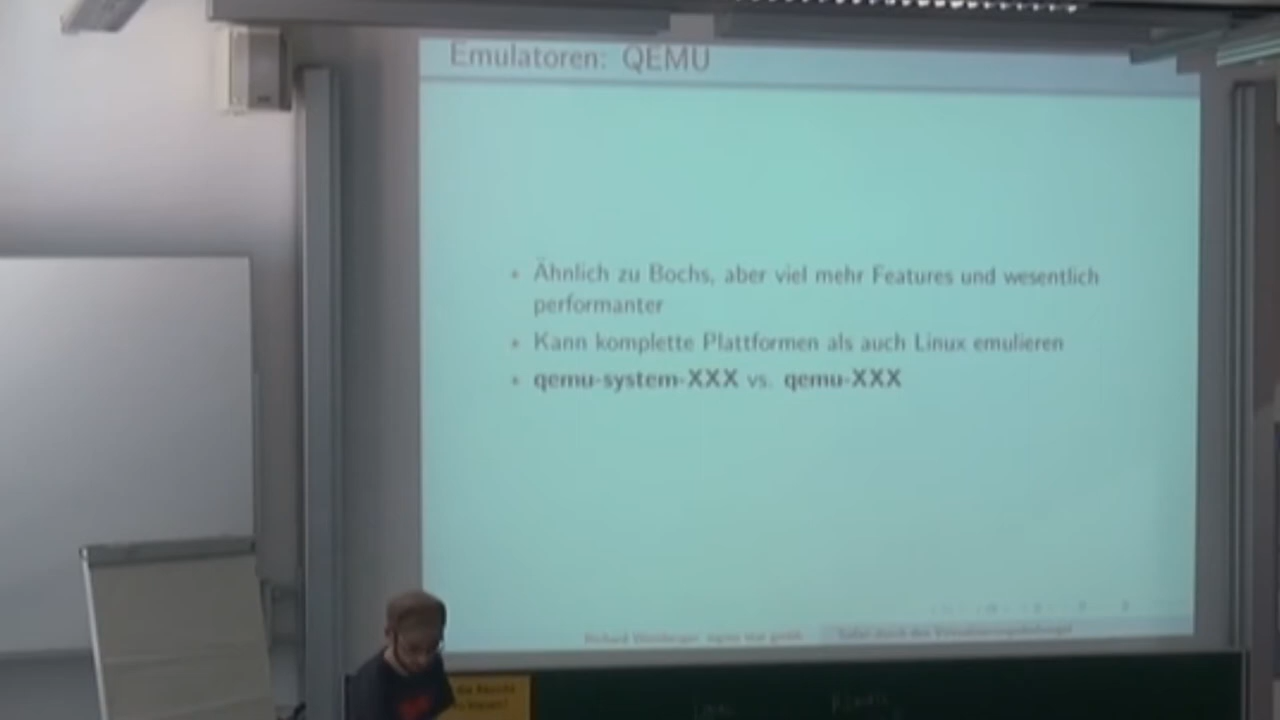 Emulatoren: QEMU
Ähnlich zu Bochs, aber viel mehr Features und wesentlich
performanter
Kann komplette Plattformen als auch Linux emulieren
qemu-system-XXX vs. qemu-XXX
Richard